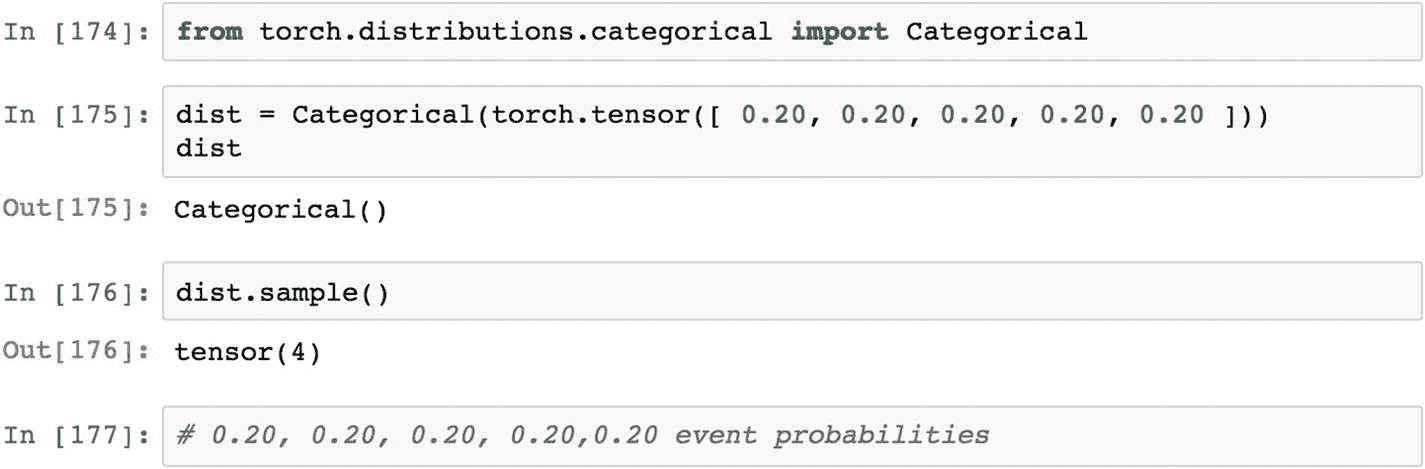 In [174]: from torch.distributions.categorical import Categorical
In [175]: dist = Categorical(torch.tensor([ 0.20, 0.20, 0.20, 0.20, 0.20 ]))
dist
Out[175]: Categorical()
In [176]: dist.sample()
Out[176]: tensor(4)
In [177]: # 0.20, 0.20, 0.20, 0.20,0.20 event probabilities